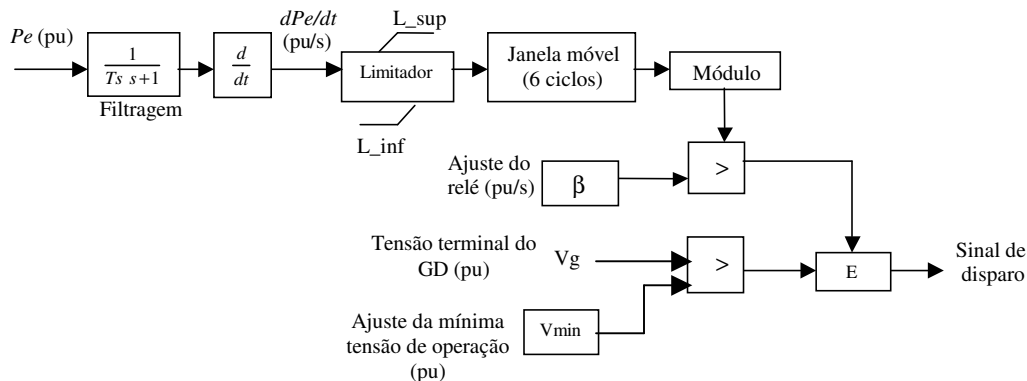 L_sup
dPe/dt
(pu/s)
Pe (pu)
1
Ts s+1
d
dt
Limitador
Janela móvel
(6 ciclos)
Módulo
Filtragem
L_inf
Ajuste do
relé (pu/s)
β
>
Tensão terminal do
GD (pu)
Vg
>
E
Sinal de
disparo
Ajuste da mínima
tensão de operação
(pu)
Vmin